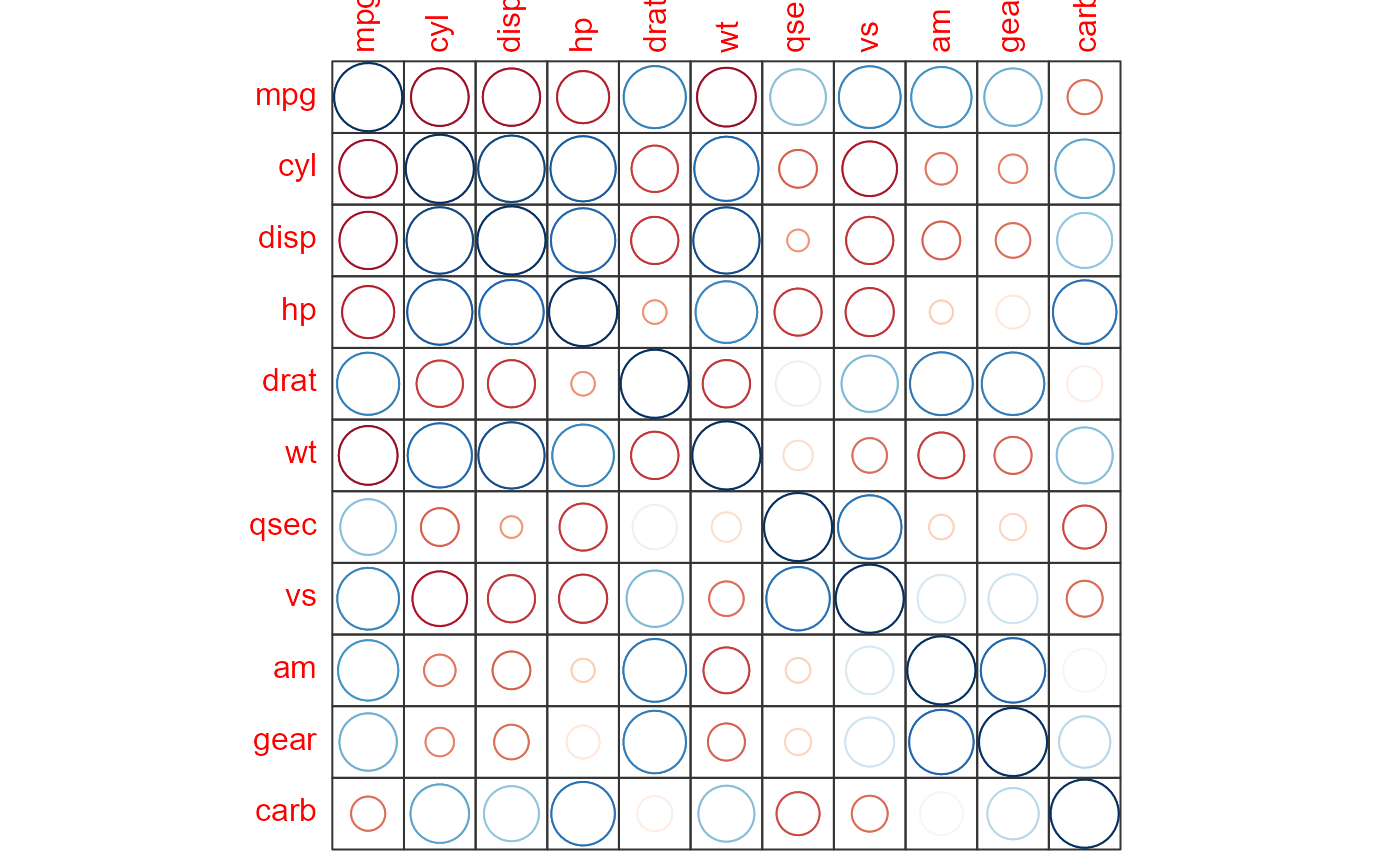 mpg cyl disp hp drat wt qsec vs am gear carb
mpg
cyl
disp
hp
drat
wt
qsec
vs
am
gear
carb